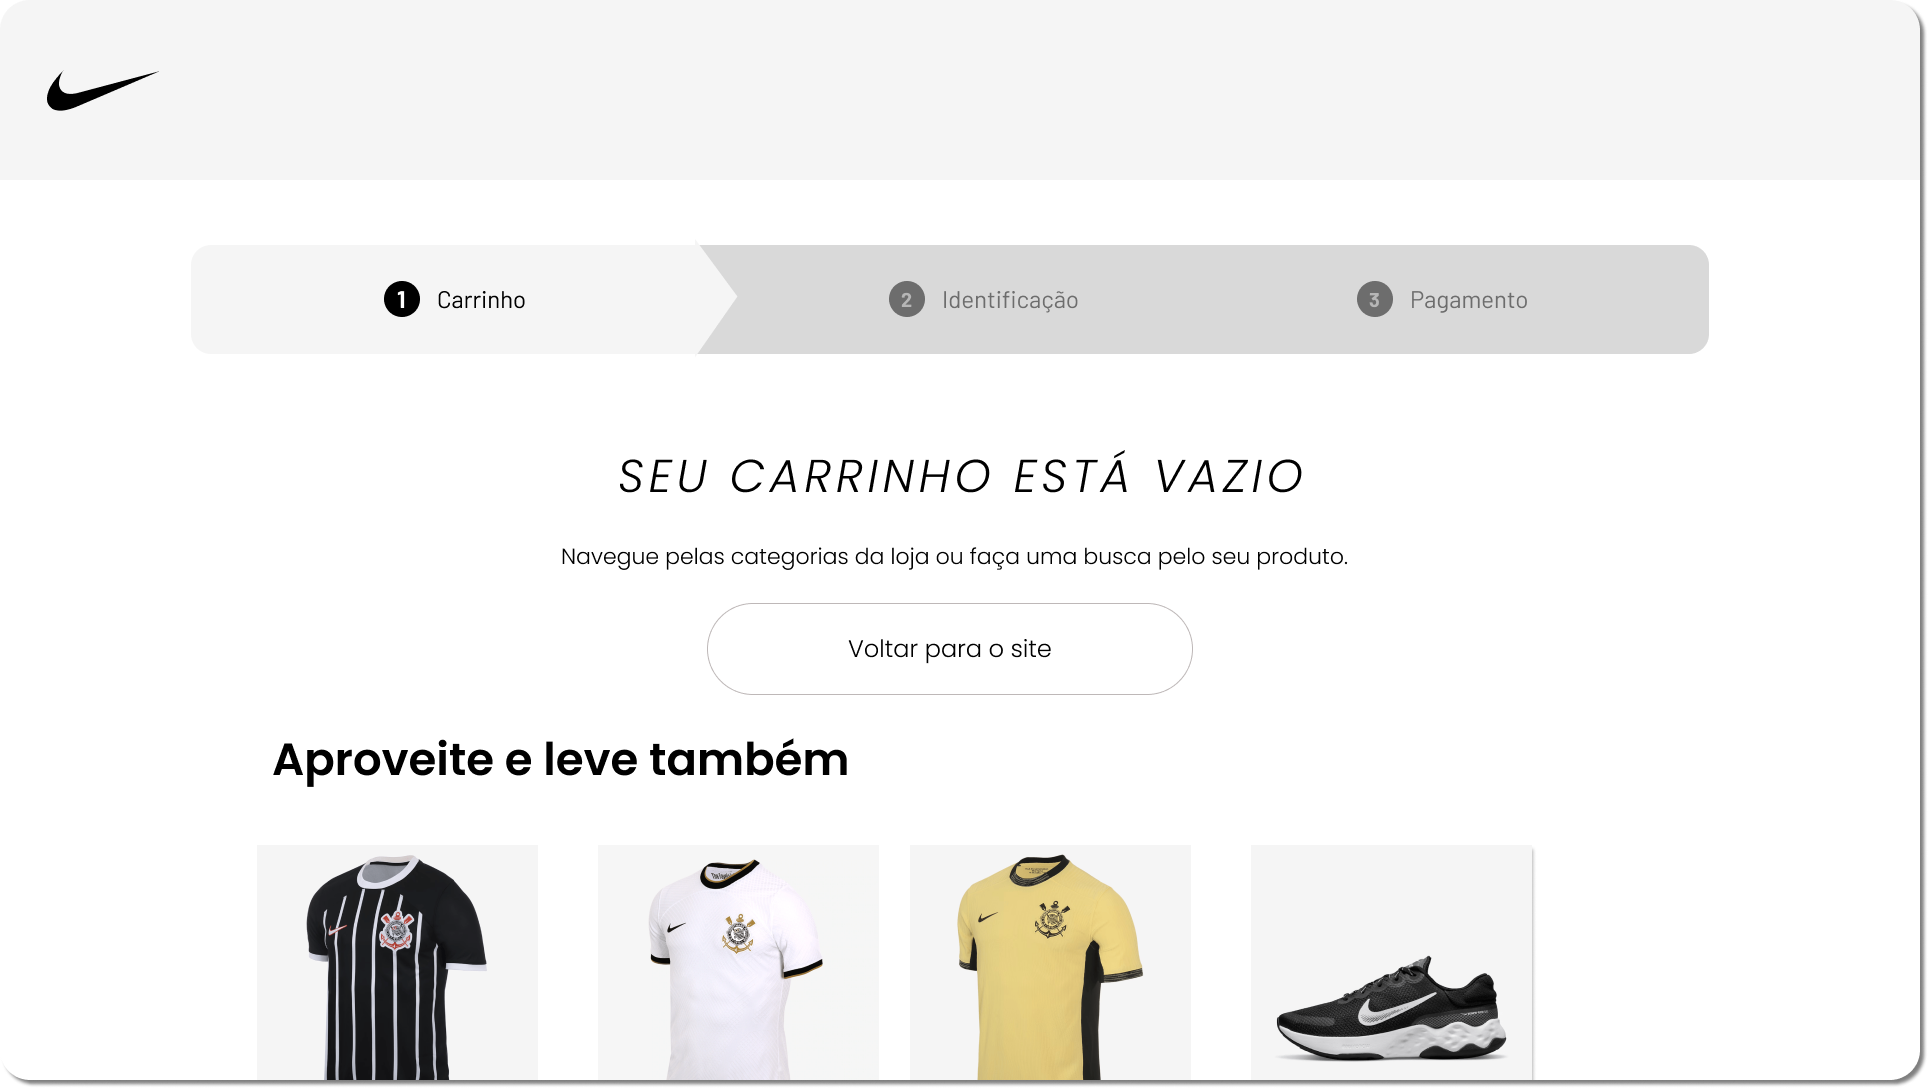 1 Carrinho
2 Identificação
3 Pagamento
SEU CARRINHO ESTÁ VAZIO
Navegue pelas categorias da loja ou faça uma busca pelo seu produto.
Voltar para o site
Aproveite e leve também